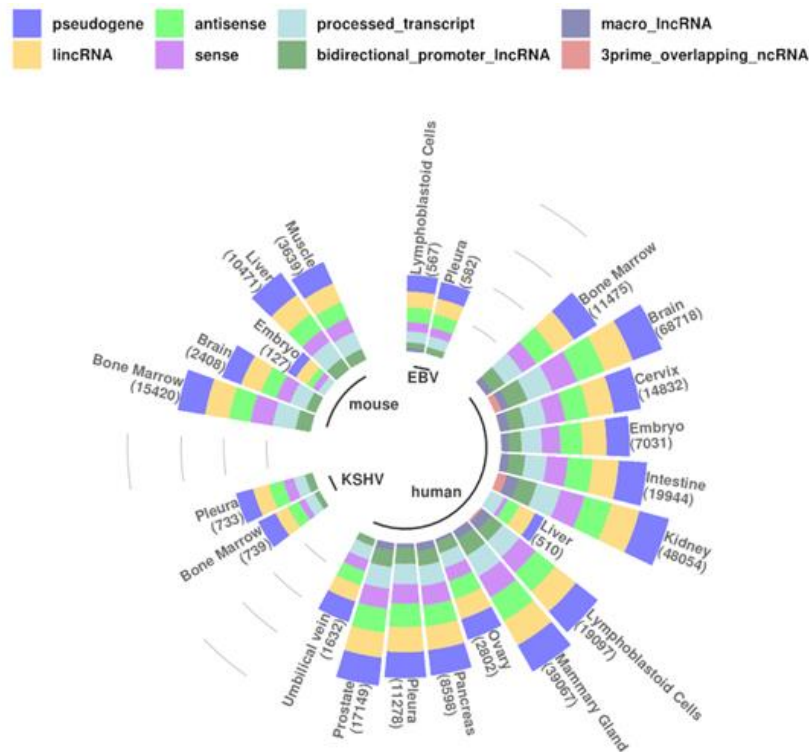 pseudogene
antisense
processed_transcript
macro_lncRNA
lincRNA
sense
bidirectional_promoter_lncRNA
3prime_overlapping_ncRNA
Lymphoblastoid Cells
(567)
Pleura
(582)
Bone Marrow
(11475)
Brain
(68718)
Cervix
(14832)
Embryo
(7031)
Intestine
(19944)
Kidney
(48054)
Liver
(510)
Lymphoblastoid Cells
(19097)
Mammary Gland
(39067)
Ovary
(2802)
Pancreas
(8598)
Pleura
(11278)
Prostate
(17149)
Umbilical vein
(1632)
Bone Marrow
(739)
Pleura
(733)
Bone Marrow
(15420)
Brain
(2408)
Embryo
(127)
Liver
(10471)
Muscle
(3639)
EBV
mouse
KSHV
human